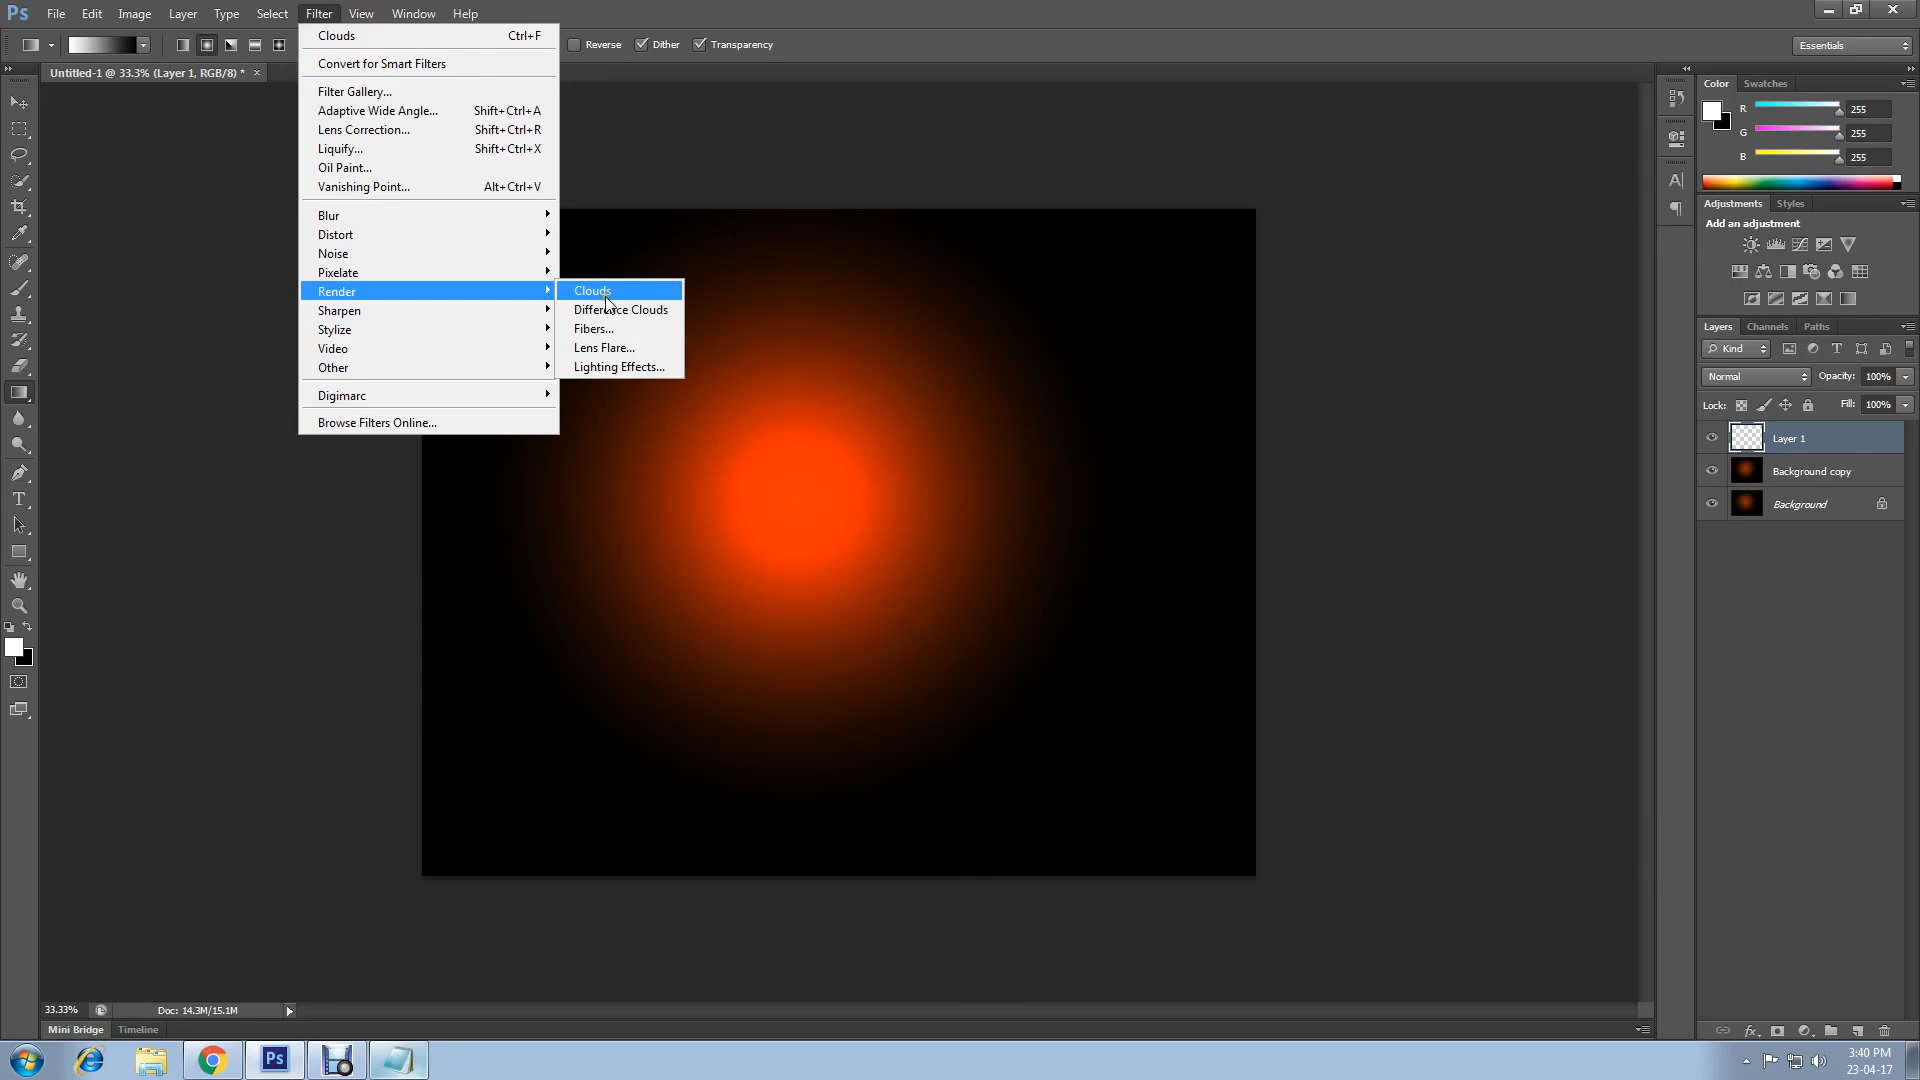 Ps File Edit Image Layer Type Select Filter View Window Help
Reverse Dither Transparency Essentials
Untitled-1 @ 33.3% (Layer 1, RGB/8) * ×
Clouds Ctrl+F
Convert for Smart Filters
Filter Gallery...
Adaptive Wide Angle... Shift+Ctrl+A
Lens Correction... Shift+Ctrl+R
Liquify... Shift+Ctrl+X
Oil Paint...
Vanishing Point... Alt+Ctrl+V
Blur
Distort
Noise
Pixelate
Render
Sharpen
Stylize
Video
Other
Digimarc
Browse Filters Online...
Clouds
Difference Clouds
Fibers...
Lens Flare...
Lighting Effects...
Color Swatches
R 255
G 255
B 255
Adjustments Styles
Add an adjustment
Layers Channels Paths
Kind
Normal Opacity: 100%
Lock: Fill: 100%
Layer 1
Background copy
Background
33.33% Doc: 14.3M/15.1M
Mini Bridge Timeline
Ps
3:40 PM
23-04-17